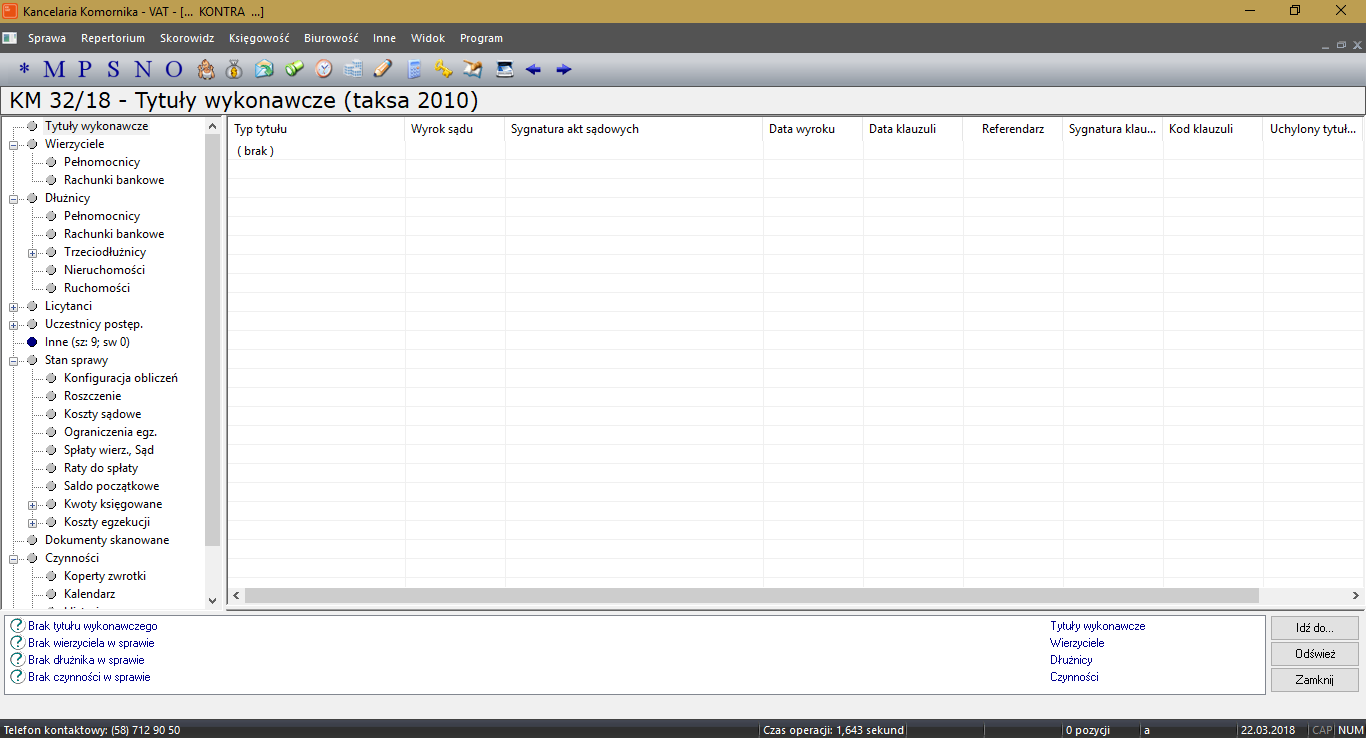 Kancelaria Komornika - VAT - [... KONTRA ...]
Sprawa Repertorium Skorowidz Księgowość Biurowość Inne Widok Program
* M P S N O
KM 32/18 - Tytuły wykonawcze (taksa 2010)
Tytuły wykonawcze
Wierzyciele
Pełnomocnicy
Rachunki bankowe
Dłużnicy
Pełnomocnicy
Rachunki bankowe
Trzeciodłużnicy
Nieruchomości
Ruchomości
Licytanci
Uczestnicy postęp.
Inne (sz: 9; sw 0)
Stan sprawy
Konfiguracja obliczeń
Roszczenie
Koszty sądowe
Ograniczenia egz.
Spłaty wierz., Sąd
Raty do spłaty
Saldo początkowe
Kwoty księgowane
Koszty egzekucji
Dokumenty skanowane
Czynności
Koperty zwrotki
Kalendarz
Typ tytułu Wyrok sądu Sygnatura akt sądowych Data wyroku Data klauzuli Referendarz Sygnatura klau... Kod klauzuli Uchylony tytuł...
( brak )
Brak tytułu wykonawczego Tytuły wykonawcze
Brak wierzyciela w sprawie Wierzyciele
Brak dłużnika w sprawie Dłużnicy
Brak czynności w sprawie Czynności
Idź do...
Odśwież
Zamknij
Telefon kontaktowy: (58) 712 90 50 Czas operacji: 1,643 sekund 0 pozycji a 22.03.2018 CAP NUM